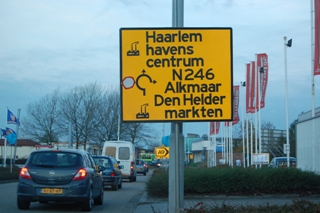 Haarlem
havens
centrum
N246
Alkmaar
Den Helder
markten